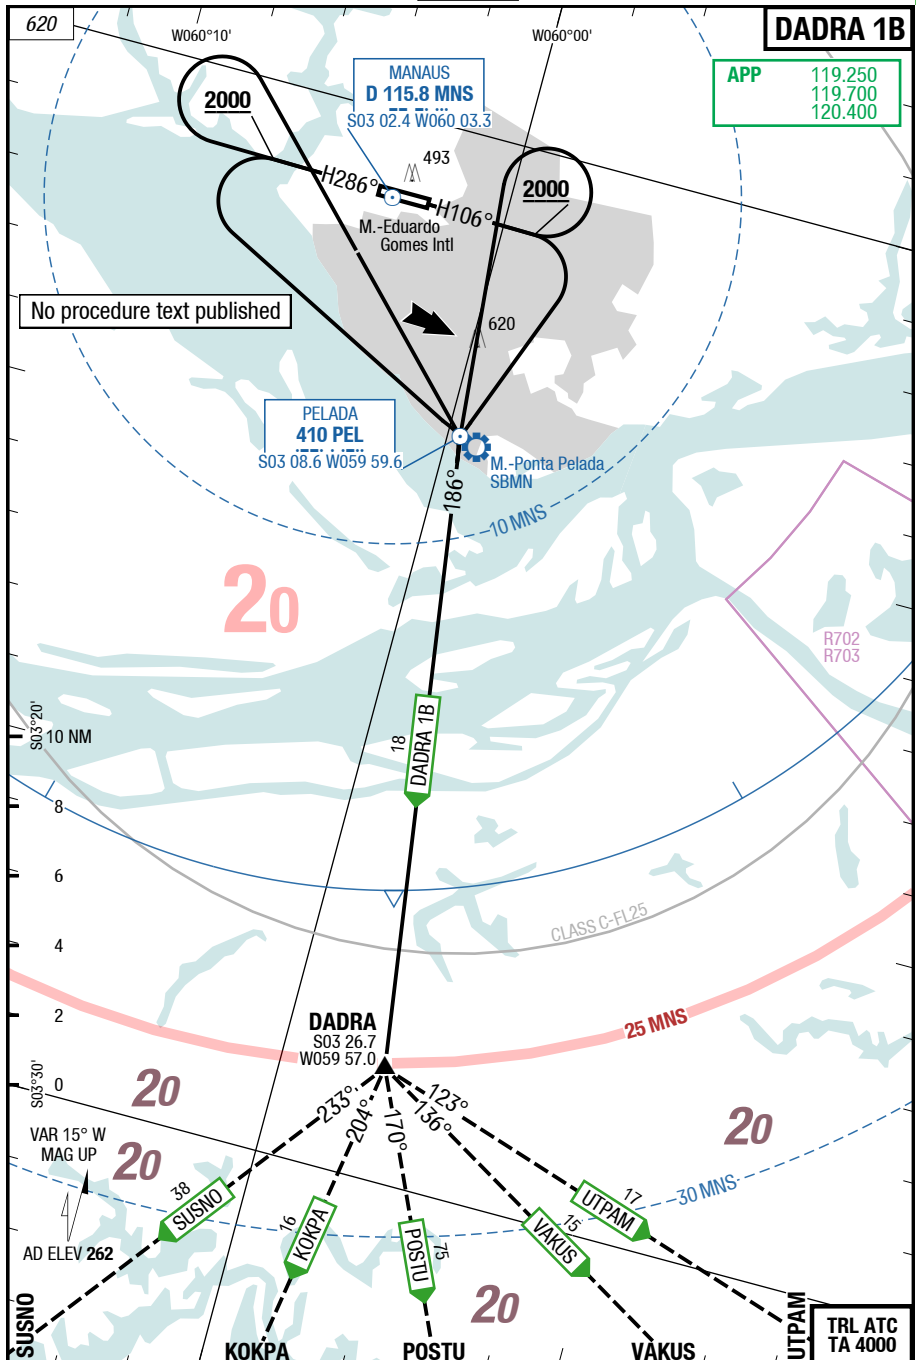 620
W060°10'
W060°00'
DADRA 1B
APP 119.250
119.700
120.400
MANAUS
D 115.8 MNS
S03 02.4 W060 03.3
2000
493
2000
H286°
H106°
M.-Eduardo
Gomes Intl
No procedure text published
620
PELADA
410 PEL
S03 08.6 W059 59.6
M.-Ponta Pelada
SBMN
186°
10 MNS
20
R702
R703
S03°20'
10 NM
18
DADRA 1B
8
6
4
2
0
CLASS C-FL25
25 MNS
DADRA
S03 26.7
W059 57.0
S03°30'
20
233°
204°
170°
136°
123°
VAR 15° W
MAG UP
20
20
30 MNS
AD ELEV 262
38
SUSNO
16
KOKPA
POSTU
75
15
VAKUS
17
UTPAM
20
SUSNO
KOKPA
POSTU
VAKUS
UTPAM
TRL ATC
TA 4000